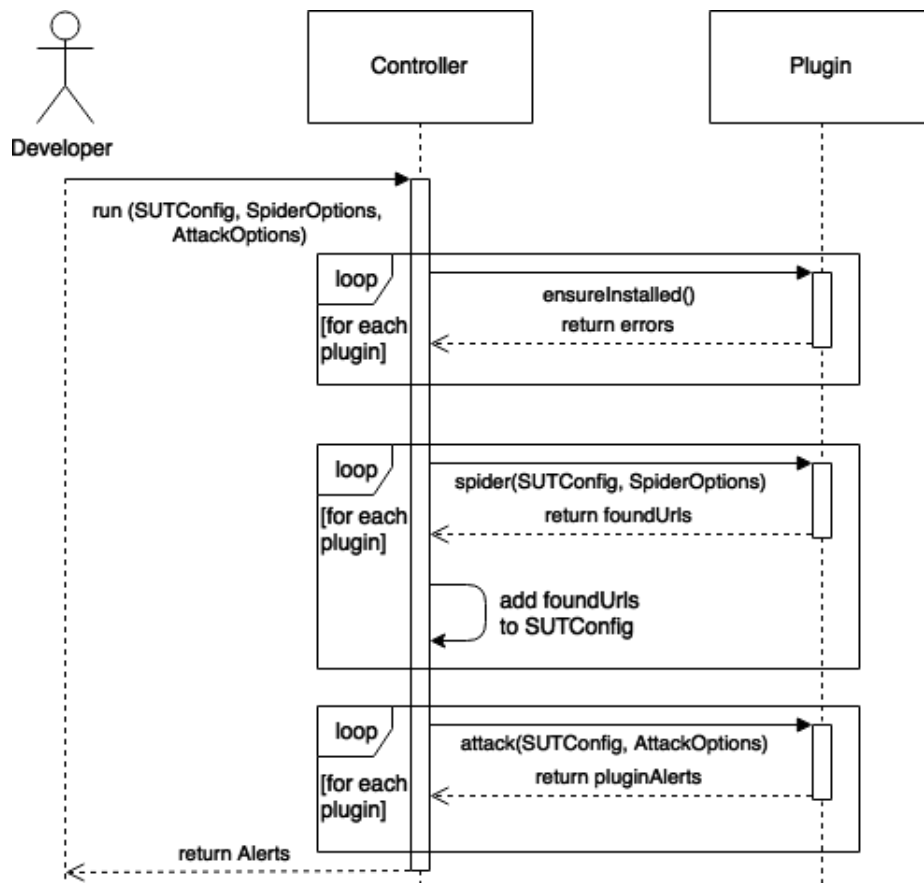 Controller
Plugin
Developer
run (SUTConfig, SpiderOptions,
AttackOptions)
loop
[for each
plugin]
ensureInstalled()
return errors
loop
[for each
plugin]
spider(SUTConfig, SpiderOptions)
return foundUrls
add foundUrls
to SUTConfig
loop
[for each
plugin]
attack(SUTConfig, AttackOptions)
return pluginAlerts
return Alerts